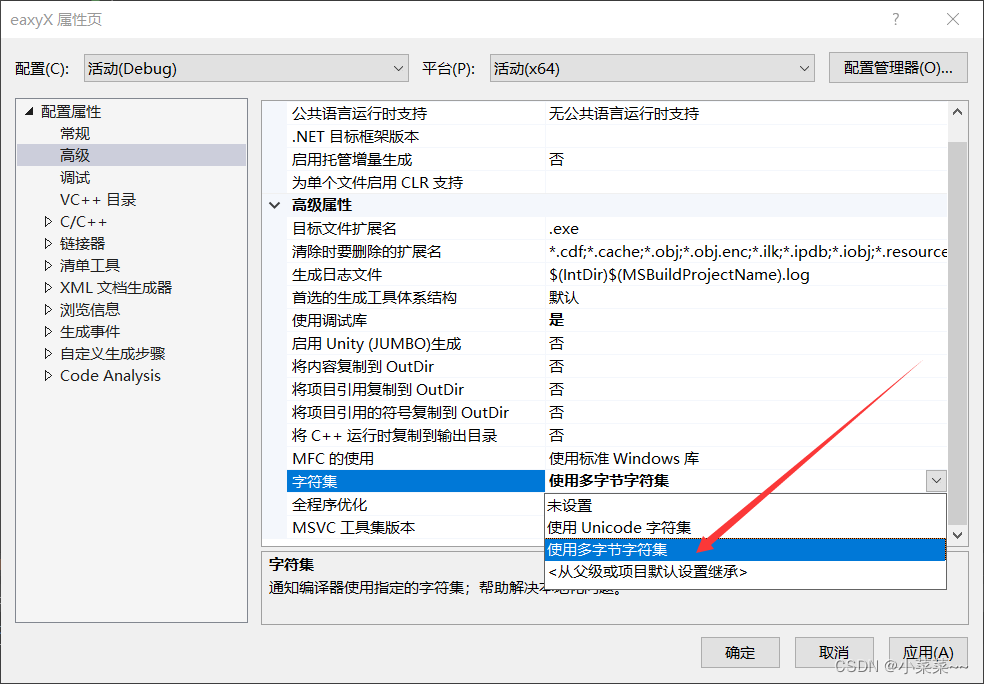 eaxyX 属性页
?
配置(C): 活动(Debug) 平台(P): 活动(x64) 配置管理器(O)...
配置属性
常规
高级
调试
VC++ 目录
C/C++
链接器
清单工具
XML 文档生成器
浏览信息
生成事件
自定义生成步骤
Code Analysis
公共语言运行时支持 无公共语言运行时支持
.NET 目标框架版本
启用托管增量生成 否
为单个文件启用 CLR 支持
高级属性
目标文件扩展名 .exe
清除时要删除的扩展名 *.cdf;*.cache;*.obj;*.obj.enc;*.ilk;*.ipdb;*.iobj;*.resource
生成日志文件 $(IntDir)$(MSBuildProjectName).log
首选的生成工具体系结构 默认
使用调试库 是
启用 Unity (JUMBO)生成 否
将内容复制到 OutDir 否
将项目引用复制到 OutDir 否
将项目引用的符号复制到 OutDir 否
将 C++ 运行时复制到输出目录 否
MFC 的使用 使用标准 Windows 库
字符集 使用多字节字符集
全程序优化
MSVC 工具集版本
未设置
使用 Unicode 字符集
使用多字节字符集
<从父级或项目默认设置继承>
字符集
通知编译器使用指定的字符集；帮助解决本地化问题。
确定 取消 应用(A)
CSDN @小菜菜~~